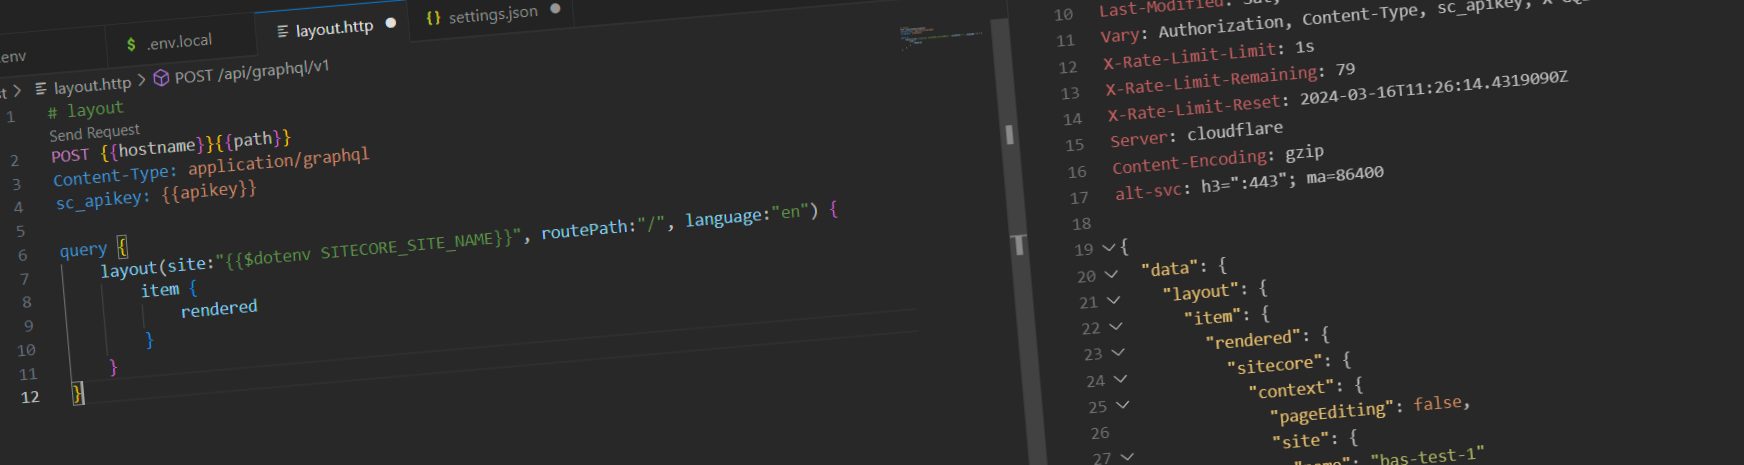 env
$ .env.local
layout.http
{} settings.json
st > layout.http > POST /api/graphql/v1
1 # layout
Send Request
2 POST {{hostname}}{{path}}
3 Content-Type: application/graphql
4 sc_apikey: {{apikey}}
5
6 query {
7 layout(site:"{{$dotenv SITECORE_SITE_NAME}}", routePath:"/", language:"en") {
8 item {
9 rendered
10 }
11 }
12 }
10 Last-Modified:
11 Vary: Authorization, Content-Type, sc_apikey,
12 X-Rate-Limit-Limit: 1s
13 X-Rate-Limit-Remaining: 79
14 X-Rate-Limit-Reset: 2024-03-16T11:26:14.4319090Z
15 Server: cloudflare
16 Content-Encoding: gzip
17 alt-svc: h3=":443"; ma=86400
18
19 {
20 "data": {
21 "layout": {
22 "item": {
23 "rendered": {
24 "sitecore": {
25 "context": {
26 "pageEditing": false,
27 "site": {
"name": "bas-test-1"